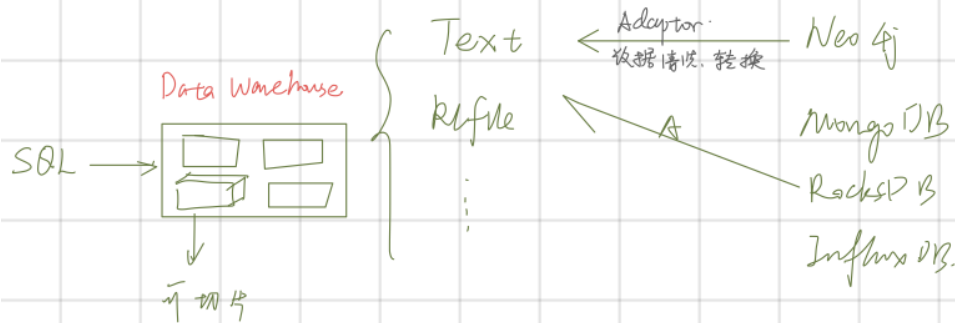 SQL
Data Warehouse
可切片
Text
Rcfile
Adaptor.
数据清洗、转换
A
Neo4j
MongoDB
RocksDB
InfluxDB.